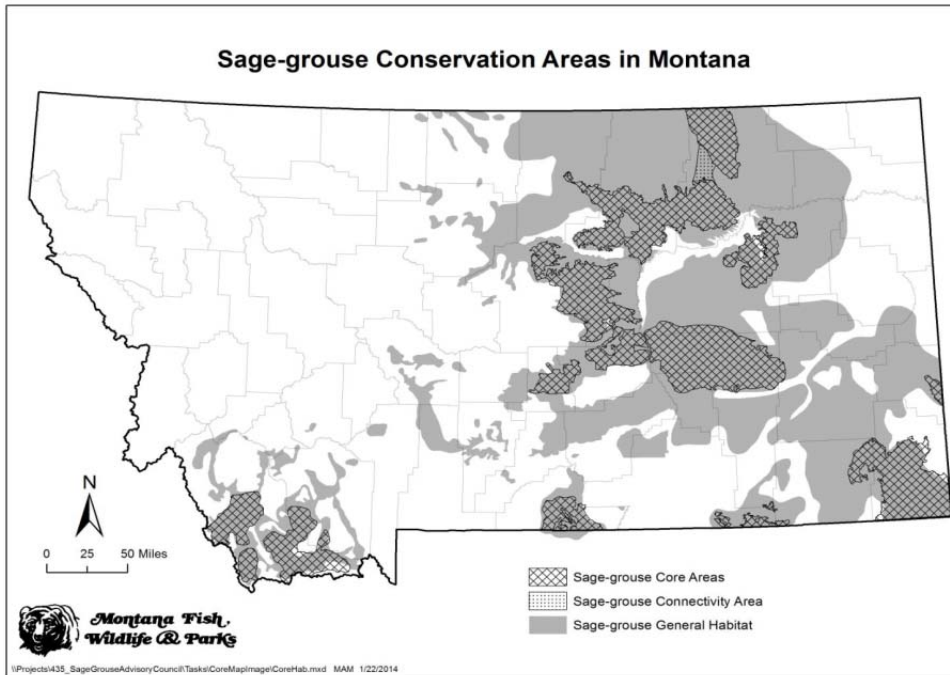 Sage-grouse Conservation Areas in Montana
N
0 25 50 Miles
Sage-grouse Core Areas
Sage-grouse Connectivity Area
Sage-grouse General Habitat
Montana Fish,
Wildlife & Parks
\\Projects\435_SageGrouseAdvisoryCouncil\Tasks\CoreMapImage\CoreHab.mxd MAM 1/22/2014